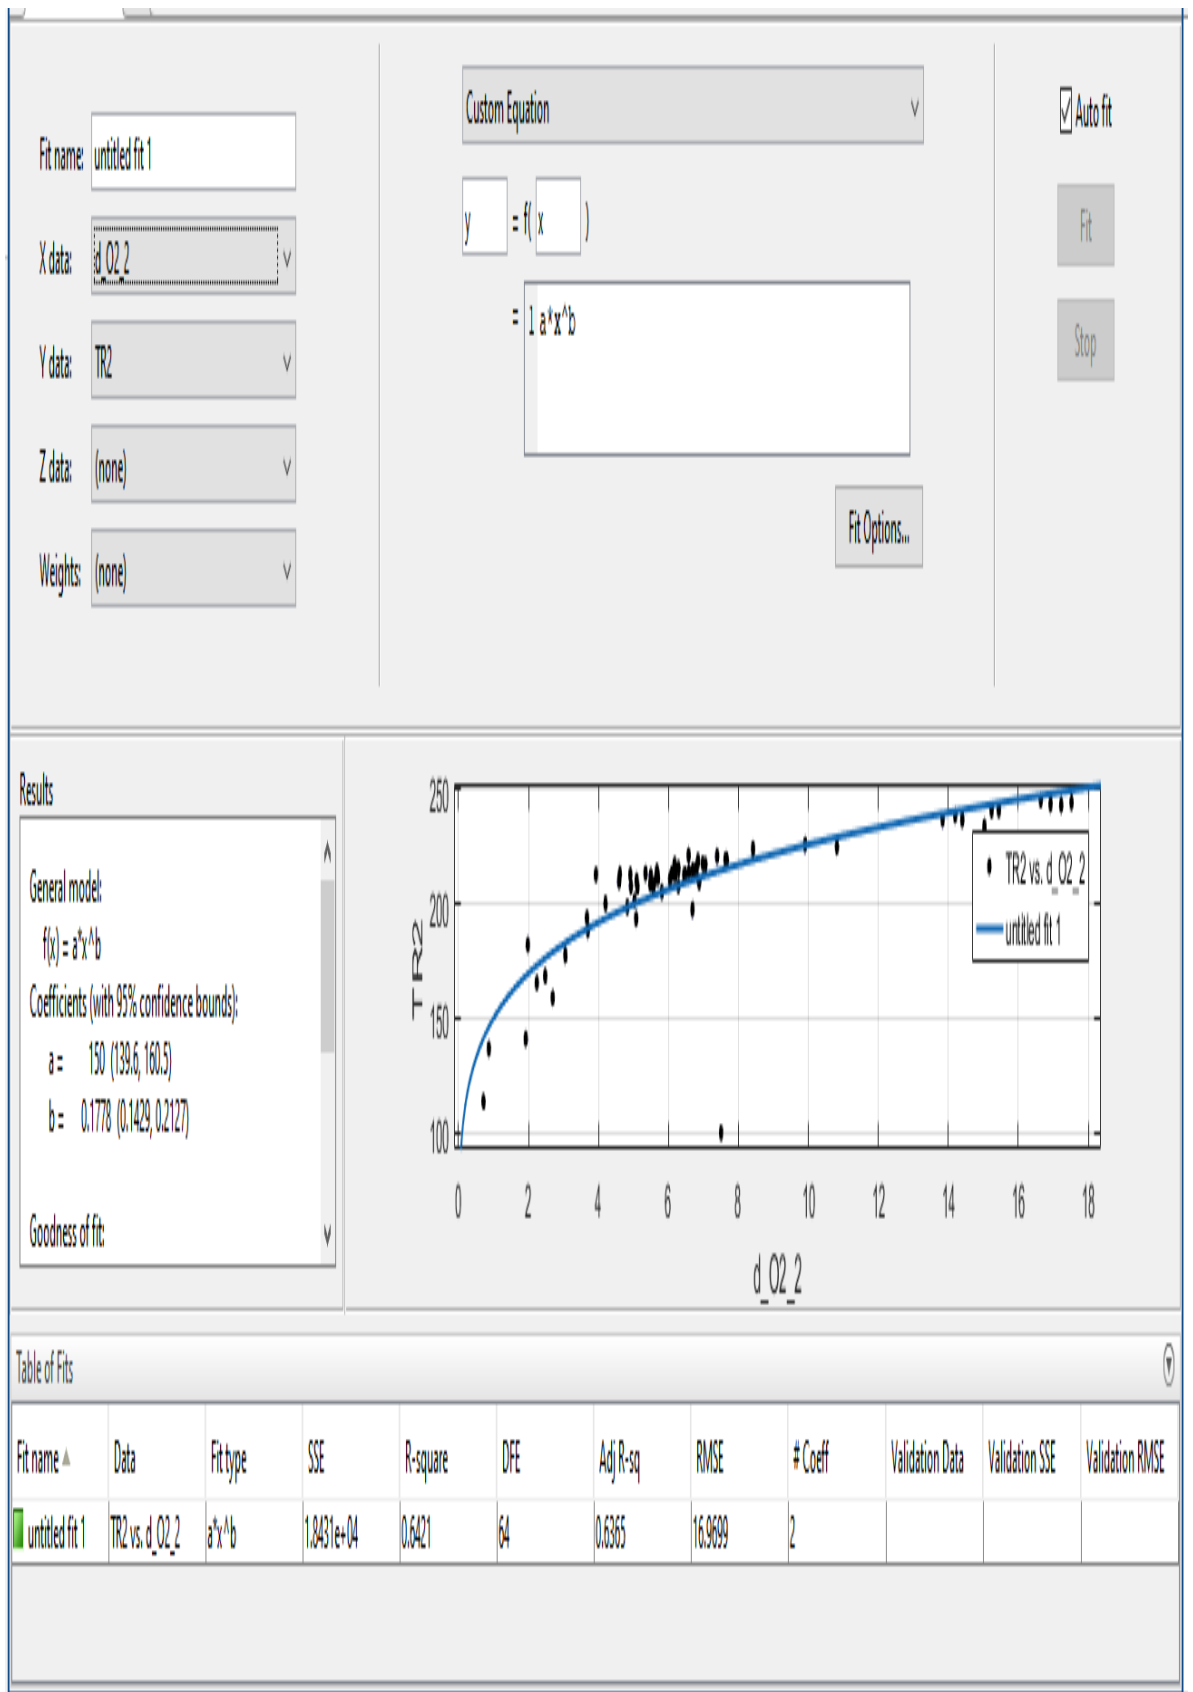 Custom Equation
Auto fit
Fit name: untitled fit 1
y = f( x )
Fit
X data: d_O2_2
= 1 a*x^b
Stop
Y data: TR2
Z data: (none)
Fit Options...
Weights: (none)
Results
General model:
f(x) = a*x^b
Coefficients (with 95% confidence bounds):
a = 150 (139.6, 160.5)
b = 0.1778 (0.1429, 0.2127)
Goodness of fit:
250
200
150
100
TR2
TR2 vs. d_O2_2
untitled fit 1
0 2 4 6 8 10 12 14 16 18
d_O2_2
Table of Fits
Fit name Data Fit type SSE R-square DFE Adj R-sq RMSE # Coeff Validation Data Validation SSE Validation RMSE
untitled fit 1 TR2 vs. d_O2_2 a*x^b 1.8431e+04 0.6421 64 0.6365 16.9699 2